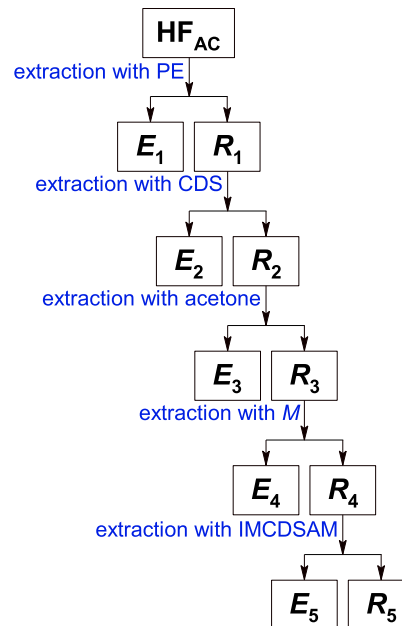 HFAC
extraction with PE
E1 R1
extraction with CDS
E2 R2
extraction with acetone
E3 R3
extraction with M
E4 R4
extraction with IMCDSAM
E5 R5